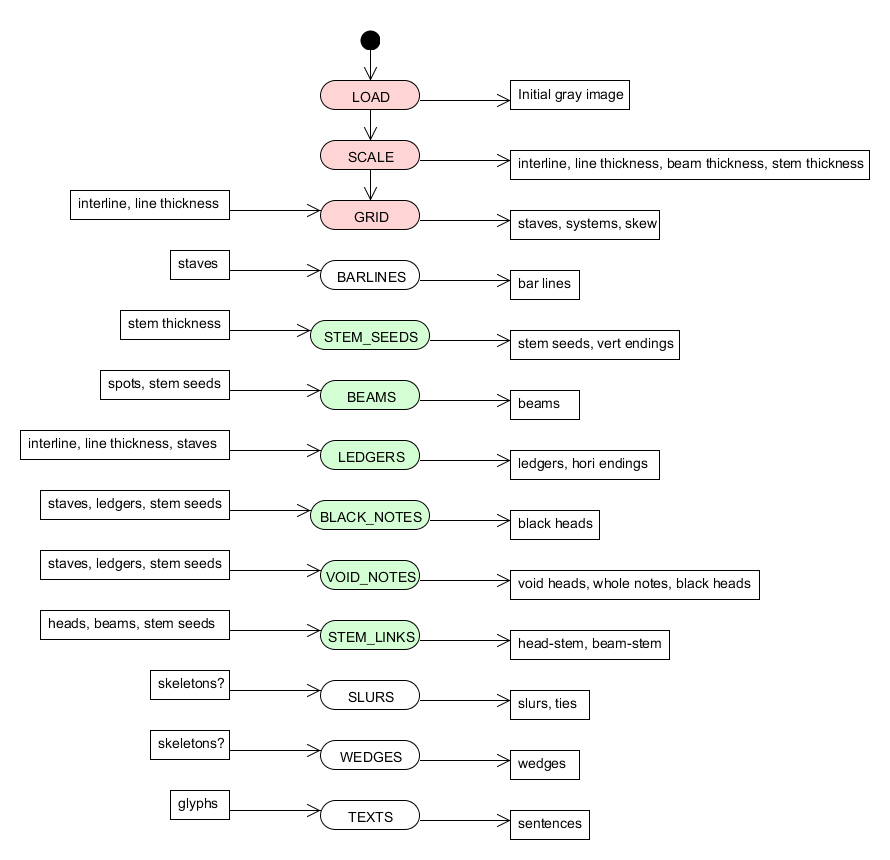 LOAD
Initial gray image
SCALE
interline, line thickness, beam thickness, stem thickness
interline, line thickness
GRID
staves, systems, skew
staves
BARLINES
bar lines
stem thickness
STEM_SEEDS
stem seeds, vert endings
spots, stem seeds
BEAMS
beams
interline, line thickness, staves
LEDGERS
ledgers, hori endings
staves, ledgers, stem seeds
BLACK_NOTES
black heads
staves, ledgers, stem seeds
VOID_NOTES
void heads, whole notes, black heads
heads, beams, stem seeds
STEM_LINKS
head-stem, beam-stem
skeletons?
SLURS
slurs, ties
skeletons?
WEDGES
wedges
glyphs
TEXTS
sentences